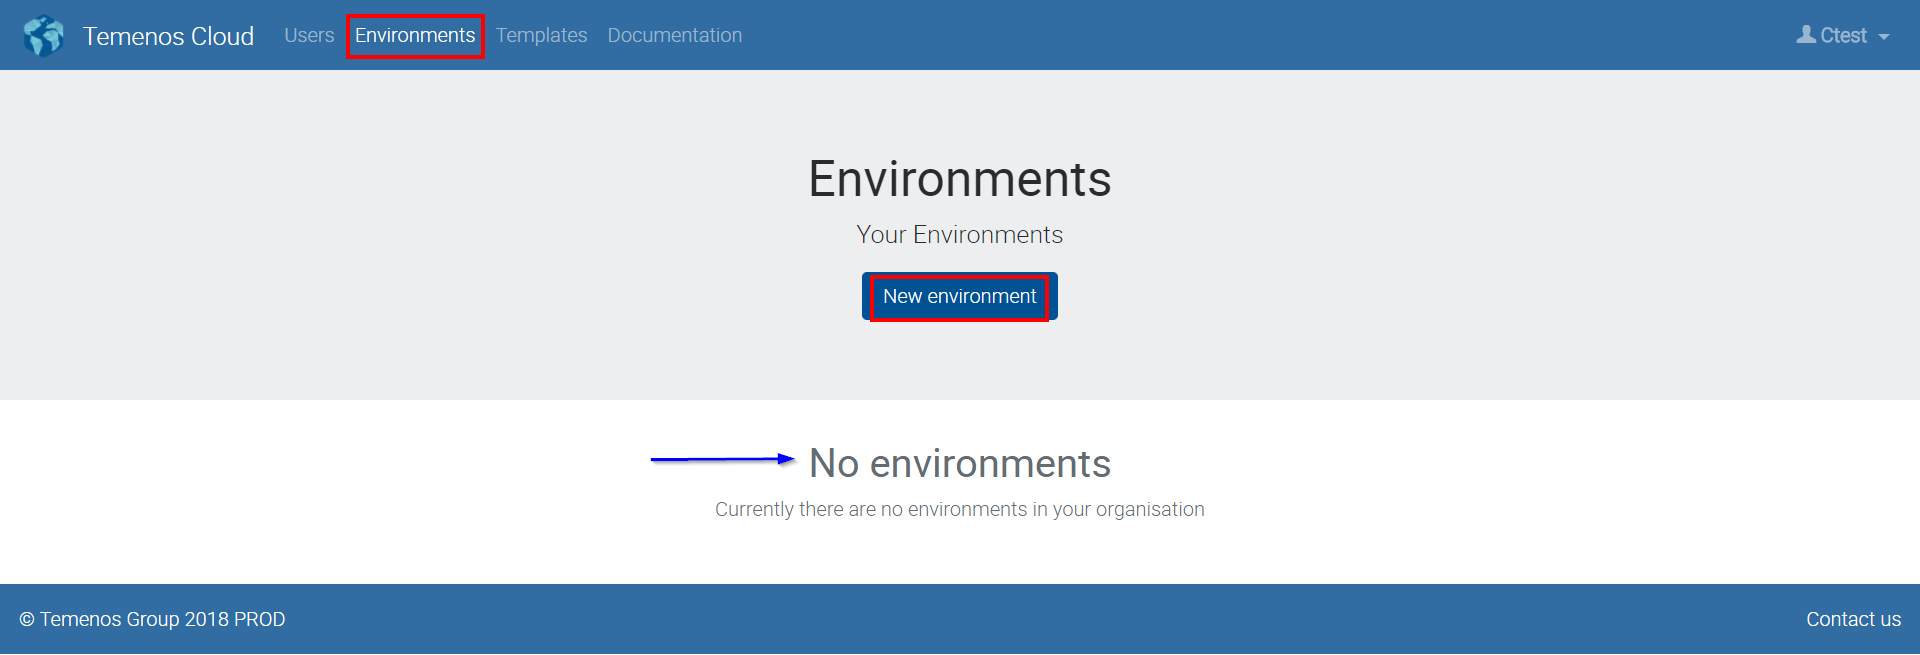 Temenos Cloud Users Environments Templates Documentation Ctest
Environments
Your Environments
New environment
No environments
Currently there are no environments in your organisation
© Temenos Group 2018 PROD Contact us